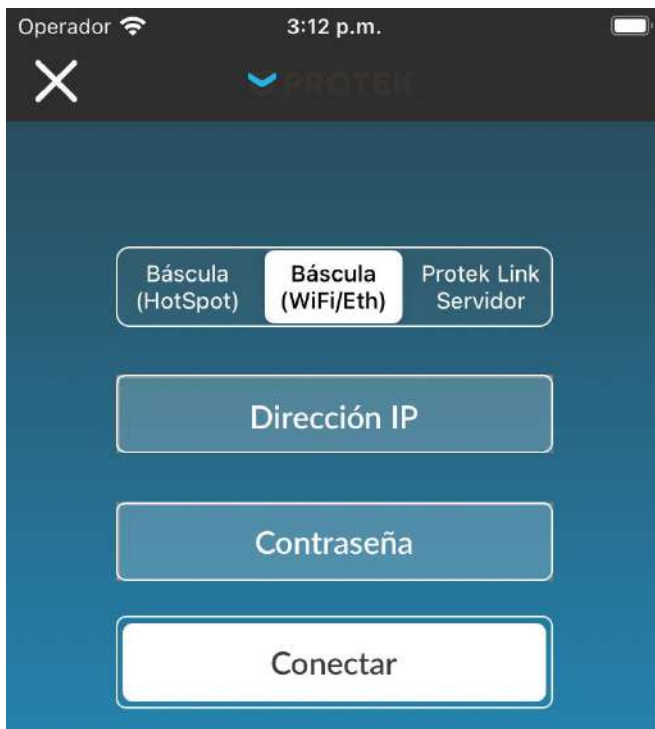 Operador
3:12 p.m.
PROTEK
Báscula
(HotSpot)
Báscula
(WiFi/Eth)
Protek Link
Servidor
Dirección IP
Contraseña
Conectar